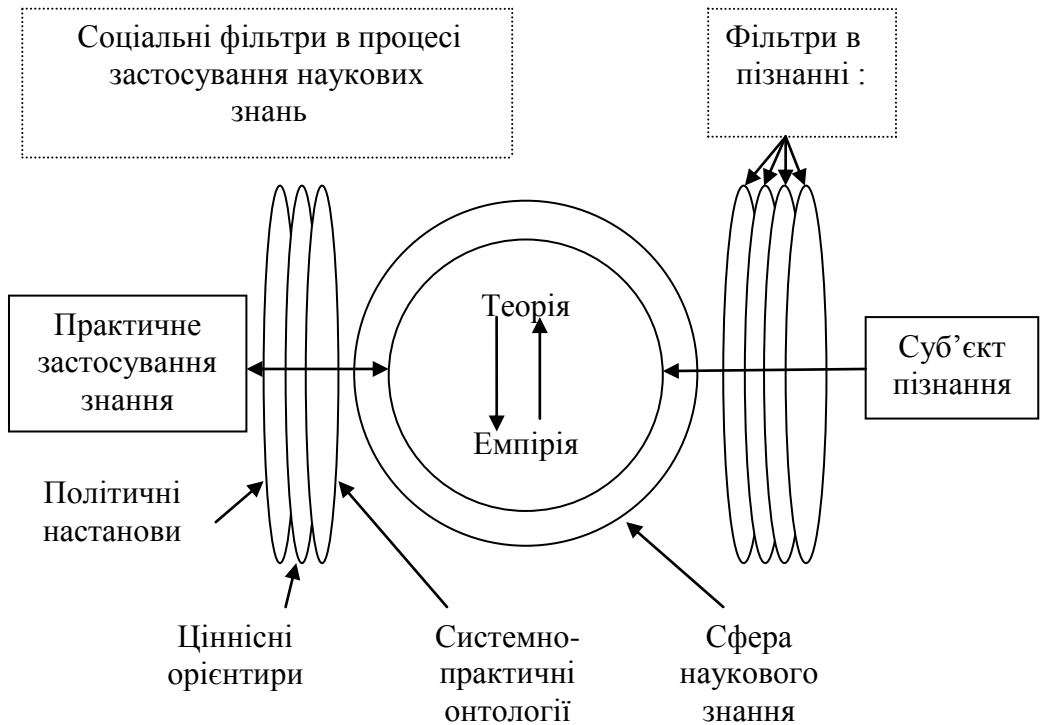 Соціальні фільтри в процесі
застосування наукових
знань
Фільтри в
пізнанні :
Теорія
Емпірія
Практичне
застосування
знання
Суб’єкт
пізнання
Політичні
настанови
Ціннісні
орієнтири
Системно-
практичні
онтології
Сфера
наукового
знання